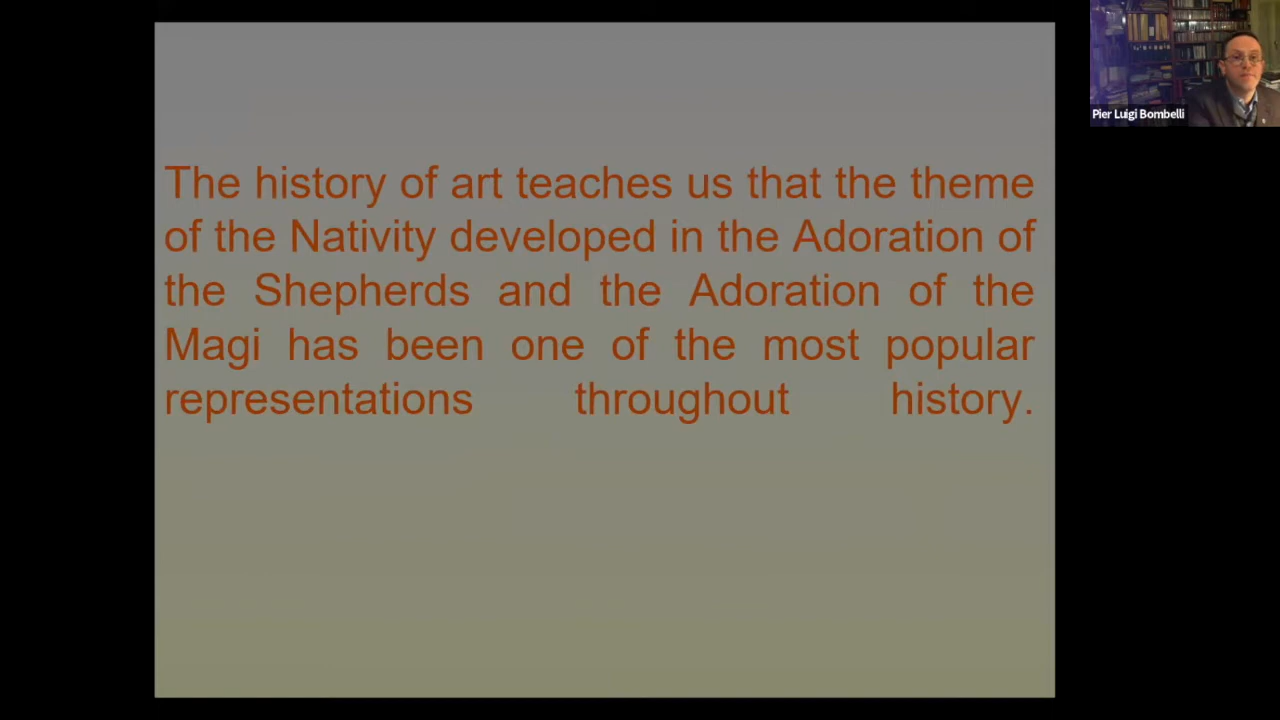 The history of art teaches us that the theme
of the Nativity developed in the Adoration of
the Shepherds and the Adoration of the
Magi has been one of the most popular
representations throughout history.
Pier Luigi Bombelli